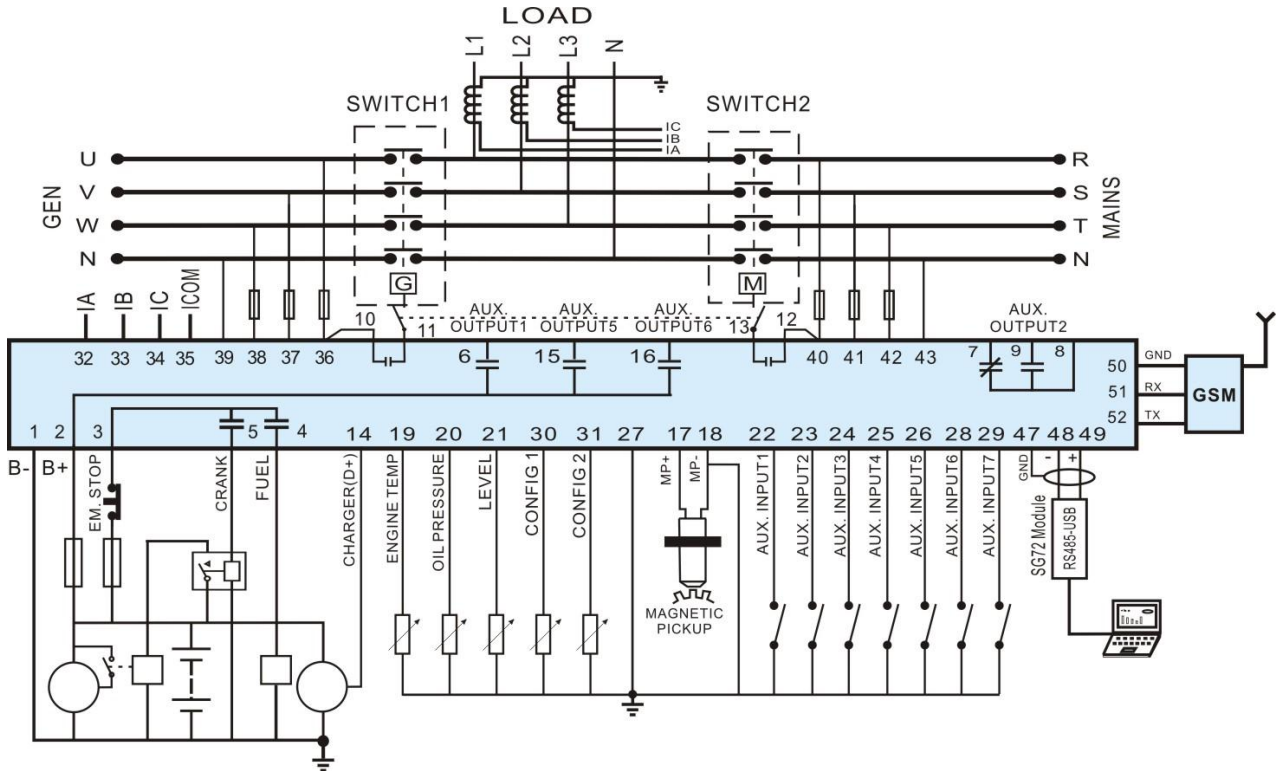 LOAD
L1
L2
L3
N
SWITCH1
SWITCH2
IC
IB
IA
GEN
U
V
W
N
R
S
T
N
MAINS
G
M
IA
IB
IC
ICOM
10
11
AUX. OUTPUT1
AUX. OUTPUT5
AUX. OUTPUT6
13
12
AUX. OUTPUT2
32
33
34
35
39
38
37
36
6
15
16
40
41
42
43
7
9
8
50
51
52
GND
RX
TX
GSM
1
2
3
5
4
14
19
20
21
30
31
27
17
18
22
23
24
25
26
28
29
47
48
49
B-
B+
EM. STOP
CRANK
FUEL
CHARGER(D+)
ENGINE TEMP
OIL PRESSURE
LEVEL
CONFIG 1
CONFIG 2
MP+
MP-
MAGNETIC
PICKUP
AUX. INPUT1
AUX. INPUT2
AUX. INPUT3
AUX. INPUT4
AUX. INPUT5
AUX. INPUT6
AUX. INPUT7
GND
-
+
SG72 Module
RS485-USB